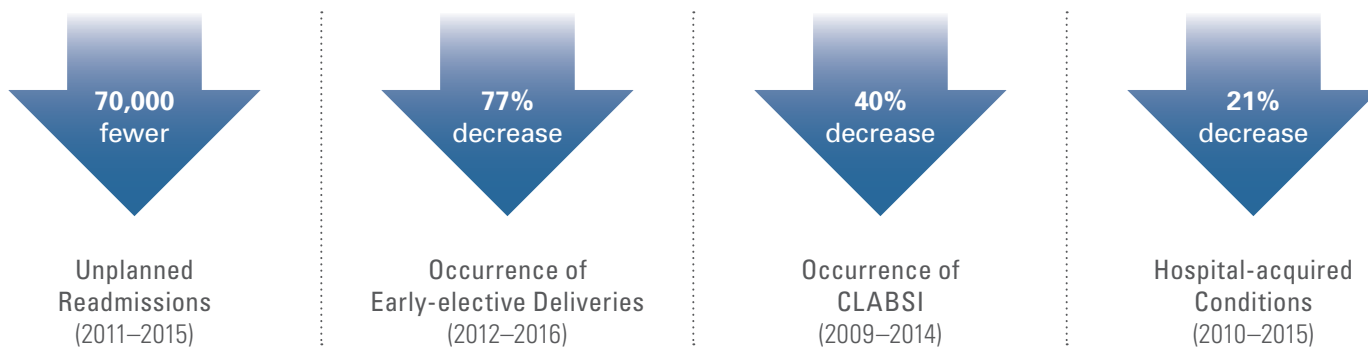 70,000
fewer
Unplanned
Readmissions
(2011–2015)
77%
decrease
Occurrence of
Early-elective Deliveries
(2012–2016)
40%
decrease
Occurrence of
CLABSI
(2009–2014)
21%
decrease
Hospital-acquired
Conditions
(2010–2015)